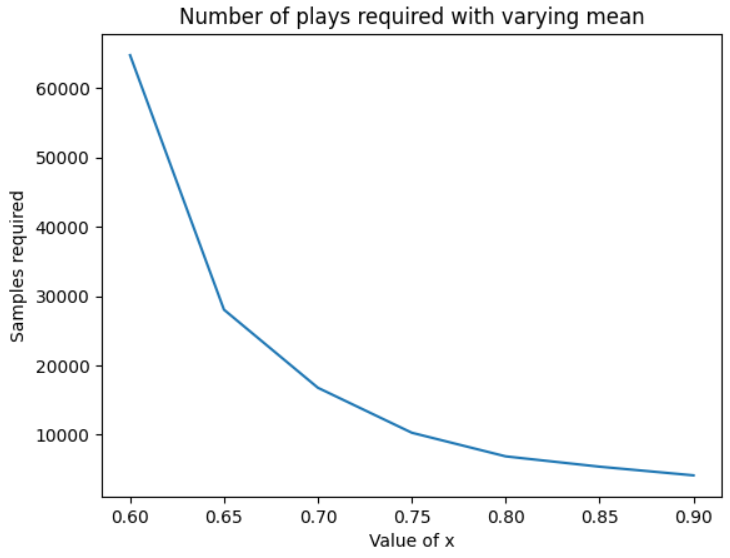 Number of plays required with varying mean
60000
50000
40000
30000
20000
10000
Samples required
0.60 0.65 0.70 0.75 0.80 0.85 0.90
Value of x